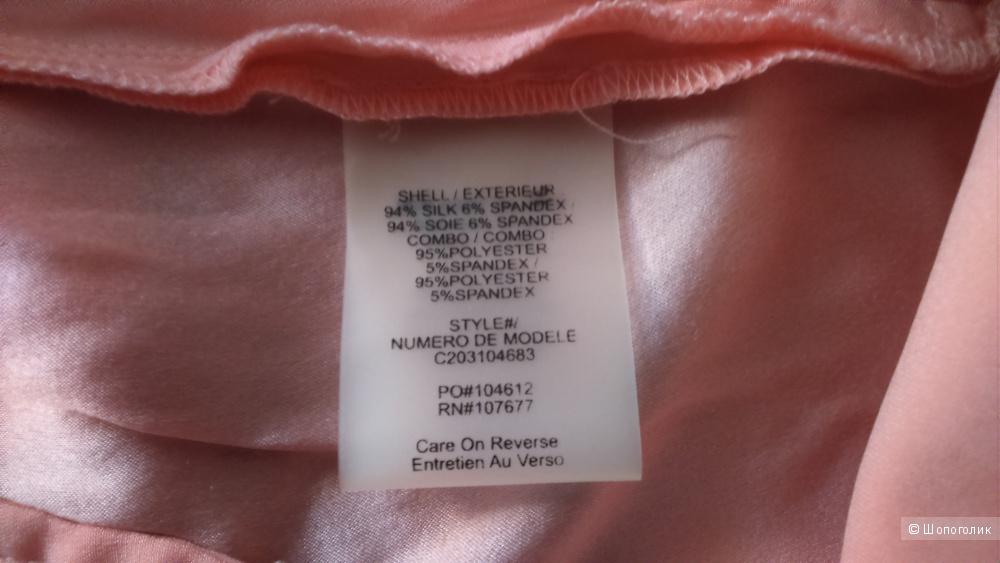 SHELL / EXTERIEUR
94% SILK 6% SPANDEX /
94% SOIE 6% SPANDEX
COMBO / COMBO
95%POLYESTER
5%SPANDEX /
95%POLYESTER
5%SPANDEX
STYLE#/
NUMERO DE MODELE
C203104683
PO#104612
RN#107677
Care On Reverse
Entretien Au Verso
© Шопоголик